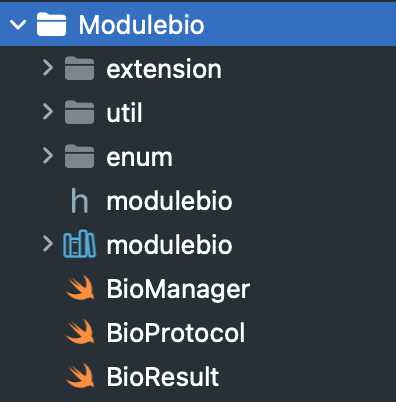 Modulebio
extension
util
enum
h modulebio
modulebio
BioManager
BioProtocol
BioResult